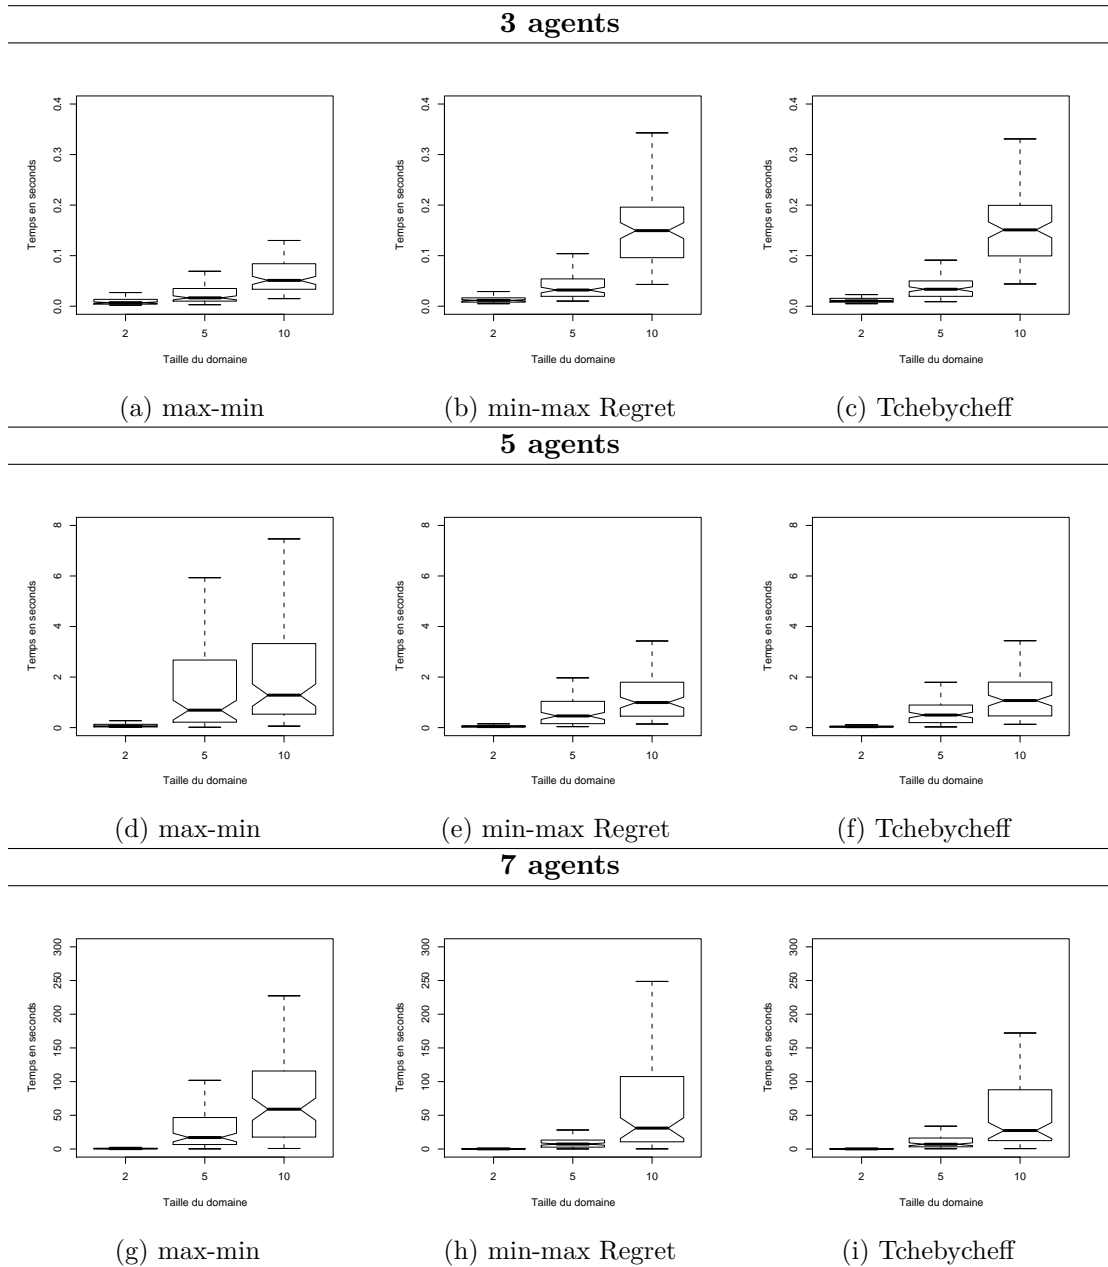 3 agents
0.0 0.1 0.2 0.3 0.4
Temps en seconds
2 5 10
Taille du domaine
(a) max-min
0.0 0.1 0.2 0.3 0.4
Temps en seconds
2 5 10
Taille du domaine
(b) min-max Regret
0.0 0.1 0.2 0.3 0.4
Temps en seconds
2 5 10
Taille du domaine
(c) Tchebycheff
5 agents
0 2 4 6 8
Temps en seconds
2 5 10
Taille du domaine
(d) max-min
0 2 4 6 8
Temps en seconds
2 5 10
Taille du domaine
(e) min-max Regret
0 2 4 6 8
Temps en seconds
2 5 10
Taille du domaine
(f) Tchebycheff
7 agents
0 50 100 150 200 250 300
Temps en seconds
2 5 10
Taille du domaine
(g) max-min
0 50 100 150 200 250 300
Temps en seconds
2 5 10
Taille du domaine
(h) min-max Regret
0 50 100 150 200 250 300
Temps en seconds
2 5 10
Taille du domaine
(i) Tchebycheff